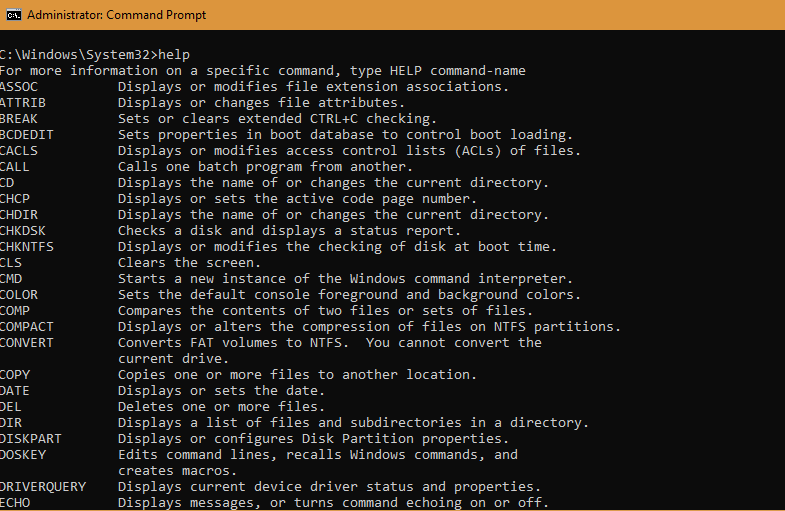 Administrator: Command Prompt
C:\Windows\System32>help
For more information on a specific command, type HELP command-name
ASSOC          Displays or modifies file extension associations.
ATTRIB         Displays or changes file attributes.
BREAK          Sets or clears extended CTRL+C checking.
BCDEDIT        Sets properties in boot database to control boot loading.
CACLS          Displays or modifies access control lists (ACLs) of files.
CALL           Calls one batch program from another.
CD             Displays the name of or changes the current directory.
CHCP           Displays or sets the active code page number.
CHDIR          Displays the name of or changes the current directory.
CHKDSK         Checks a disk and displays a status report.
CHKNTFS        Displays or modifies the checking of disk at boot time.
CLS            Clears the screen.
CMD            Starts a new instance of the Windows command interpreter.
COLOR          Sets the default console foreground and background colors.
COMP           Compares the contents of two files or sets of files.
COMPACT        Displays or alters the compression of files on NTFS partitions.
CONVERT        Converts FAT volumes to NTFS.  You cannot convert the
               current drive.
COPY           Copies one or more files to another location.
DATE           Displays or sets the date.
DEL            Deletes one or more files.
DIR            Displays a list of files and subdirectories in a directory.
DISKPART       Displays or configures Disk Partition properties.
DOSKEY         Edits command lines, recalls Windows commands, and
               creates macros.
DRIVERQUERY    Displays current device driver status and properties.
ECHO           Displays messages, or turns command echoing on or off.